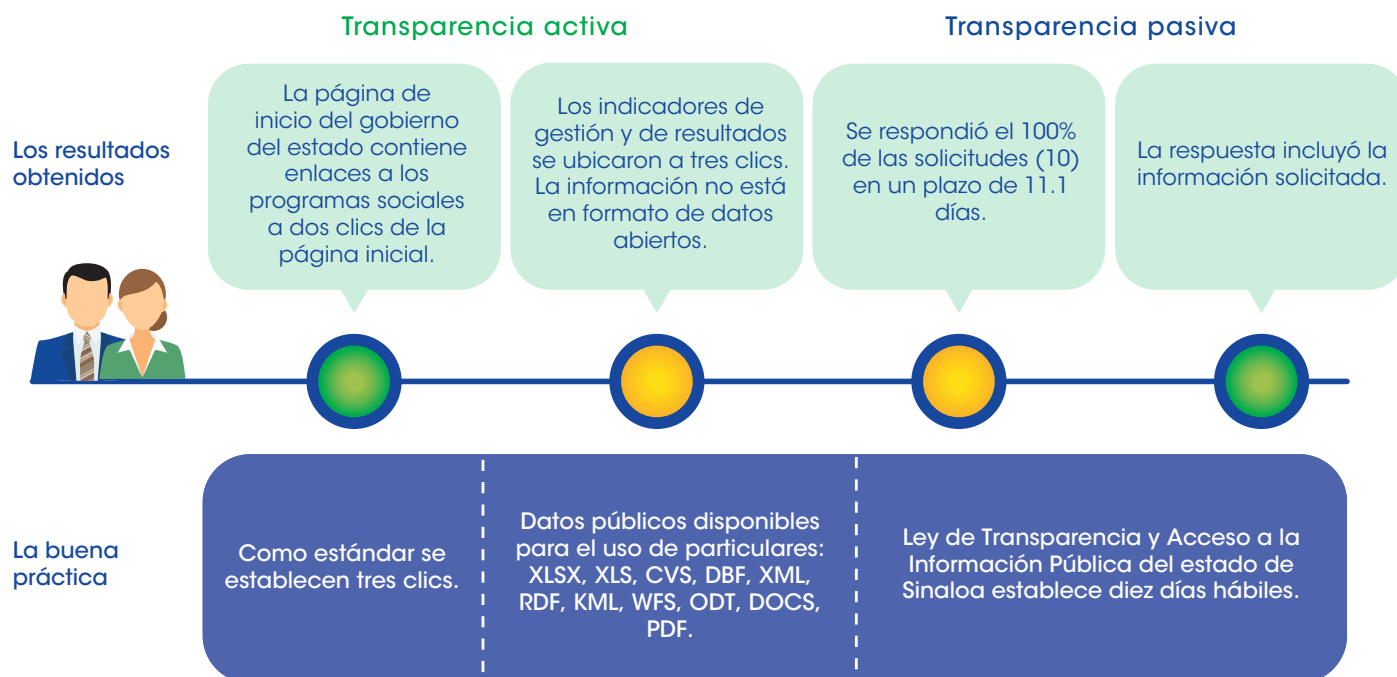 Transparencia activa
Transparencia pasiva
Los resultados
obtenidos
La página de
inicio del gobierno
del estado contiene
enlaces a los
programas sociales
a dos clics de la
página inicial.
Los indicadores de
gestión y de resultados
se ubicaron a tres clics.
La información no está
en formato de datos
abiertos.
Se respondió el 100%
de las solicitudes (10)
en un plazo de 11.1
días.
La respuesta incluyó la
información solicitada.
La buena
práctica
Como estándar se
establecen tres clics.
Datos públicos disponibles
para el uso de particulares:
XLSX, XLS, CVS, DBF, XML,
RDF, KML, WFS, ODT, DOCS,
PDF.
Ley de Transparencia y Acceso a la
Información Pública del estado de
Sinaloa establece diez días hábiles.